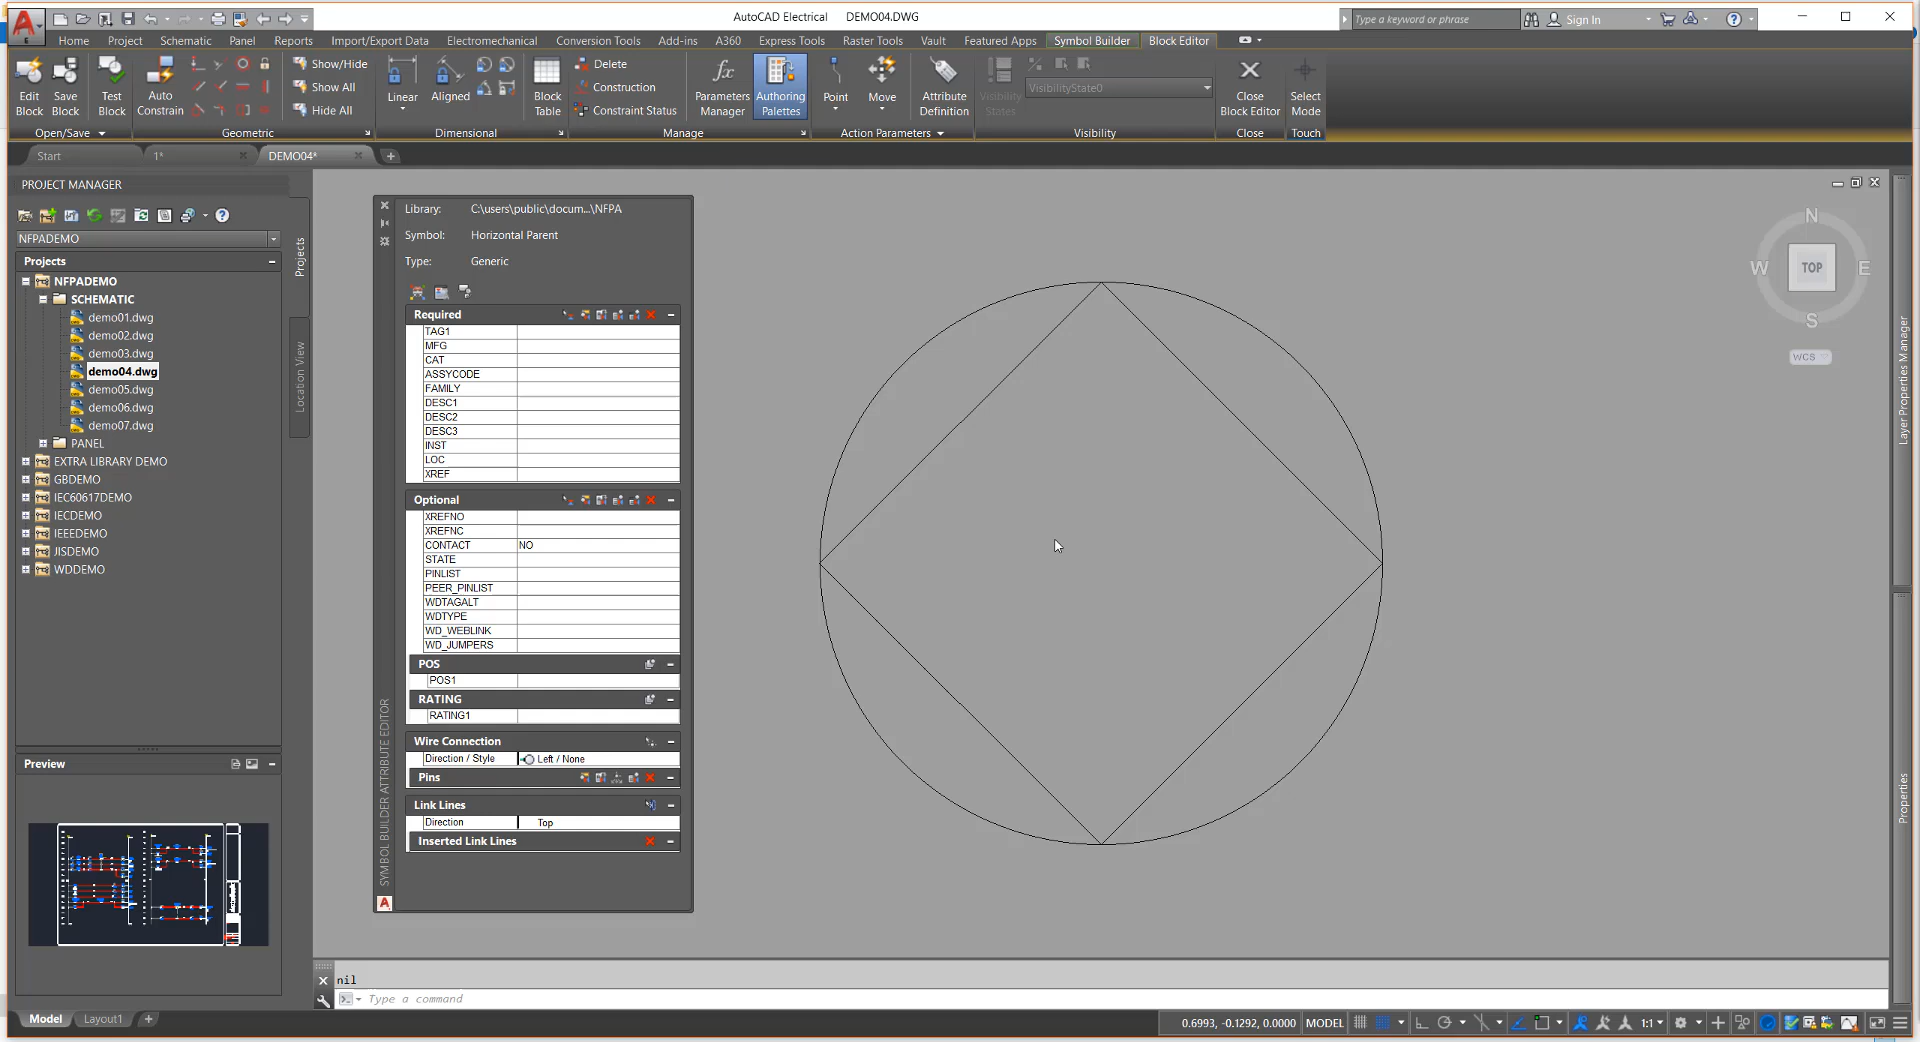 AutoCAD Electrical DEMO04.DWG
Type a keyword or phrase
Sign In
Home Project Schematic Panel Reports Import/Export Data Electromechanical Conversion Tools Add-ins A360 Express Tools Raster Tools Vault Featured Apps Symbol Builder Block Editor
Edit Block
Save Block
Test Block
Auto Constrain
Show/Hide
Show All
Hide All
Linear
Aligned
Block Table
Delete
Construction
Constraint Status
Parameters Manager
Authoring Palettes
Point
Move
Attribute Definition
Visibility States
VisibilityState0
Close Block Editor
Select Mode
Open/Save
Geometric
Dimensional
Manage
Action Parameters
Visibility
Close
Touch
Start
1*
DEMO04*
PROJECT MANAGER
NFPADEMO
Projects
NFPADEMO
SCHEMATIC
demo01.dwg
demo02.dwg
demo03.dwg
demo04.dwg
demo05.dwg
demo06.dwg
demo07.dwg
PANEL
EXTRA LIBRARY DEMO
GBDEMO
IEC60617DEMO
IECDEMO
IEEEDEMO
JISDEMO
WDDEMO
Projects
Location View
Preview
Library: C:\users\public\docum...\NFPA
Symbol: Horizontal Parent
Type: Generic
Required
TAG1
MFG
CAT
ASSYCODE
FAMILY
DESC1
DESC2
DESC3
INST
LOC
XREF
Optional
XREFNO
XREFNC
CONTACT NO
STATE
PINLIST
PEER_PINLIST
WDTAGALT
WDTYPE
WD_WEBLINK
WD_JUMPERS
POS
POS1
RATING
RATING1
Wire Connection
Direction / Style Left / None
Pins
Link Lines
Direction Top
Inserted Link Lines
SYMBOL BUILDER ATTRIBUTE EDITOR
N
W TOP E
S
WCS
Layer Properties Manager
Properties
nil
Type a command
Model Layout1
0.6993, -0.1292, 0.0000 MODEL
1:1